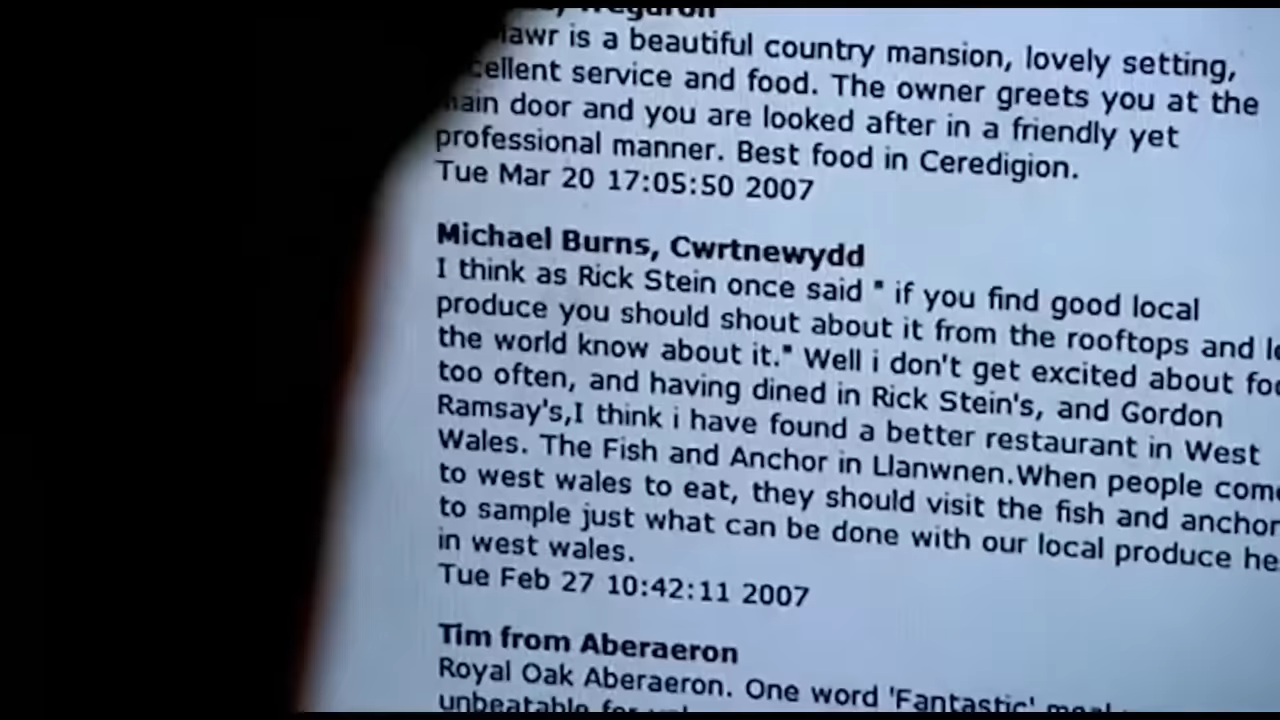 is a beautiful country mansion, lovely setting,
service and food. The owner greets you at the
door and you are looked after in a friendly yet
professional manner. Best food in Ceredigion.
Tue Mar 20 17:05:50 2007
Michael Burns, Cwrtnewydd
I think as Rick Stein once said " if you find good local
produce you should shout about it from the rooftops and
the world know about it." Well i don't get excited about
too often, and having dined in Rick Stein's, and Gordon
Ramsay's,I think i have found a better restaurant in West
Wales. The Fish and Anchor in Llanwnen.When people come
to west wales to eat, they should visit the fish and anchor
to sample just what can be done with our local produce
in west wales.
Tue Feb 27 10:42:11 2007
Tim from Aberaeron
Royal Oak Aberaeron. One word 'Fantastic'
unbeatable